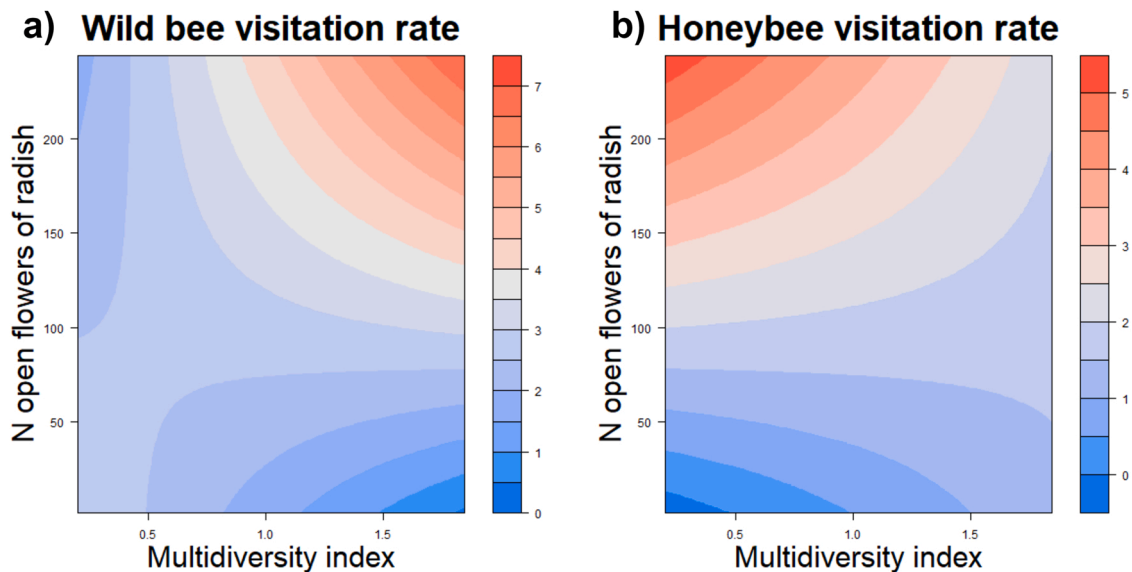 a) Wild bee visitation rate
N open flowers of radish
200
150
100
50
0.5 1.0 1.5
Multidiversity index
7
6
5
4
3
2
1
0
b) Honeybee visitation rate
N open flowers of radish
200
150
100
50
0.5 1.0 1.5
Multidiversity index
5
4
3
2
1
0